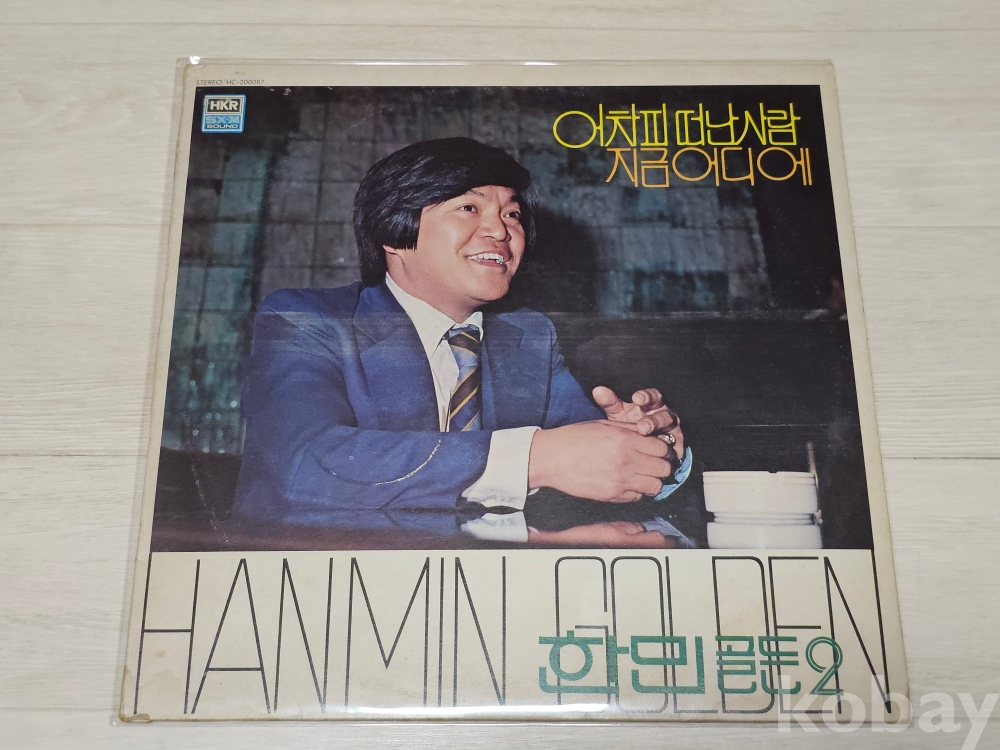 STEREO/HC-200087
HKR
SX-74
SOUND
어차피 떠난사람
지금어디에
HANMIN GOLDEN
한민 골든 2
kobay